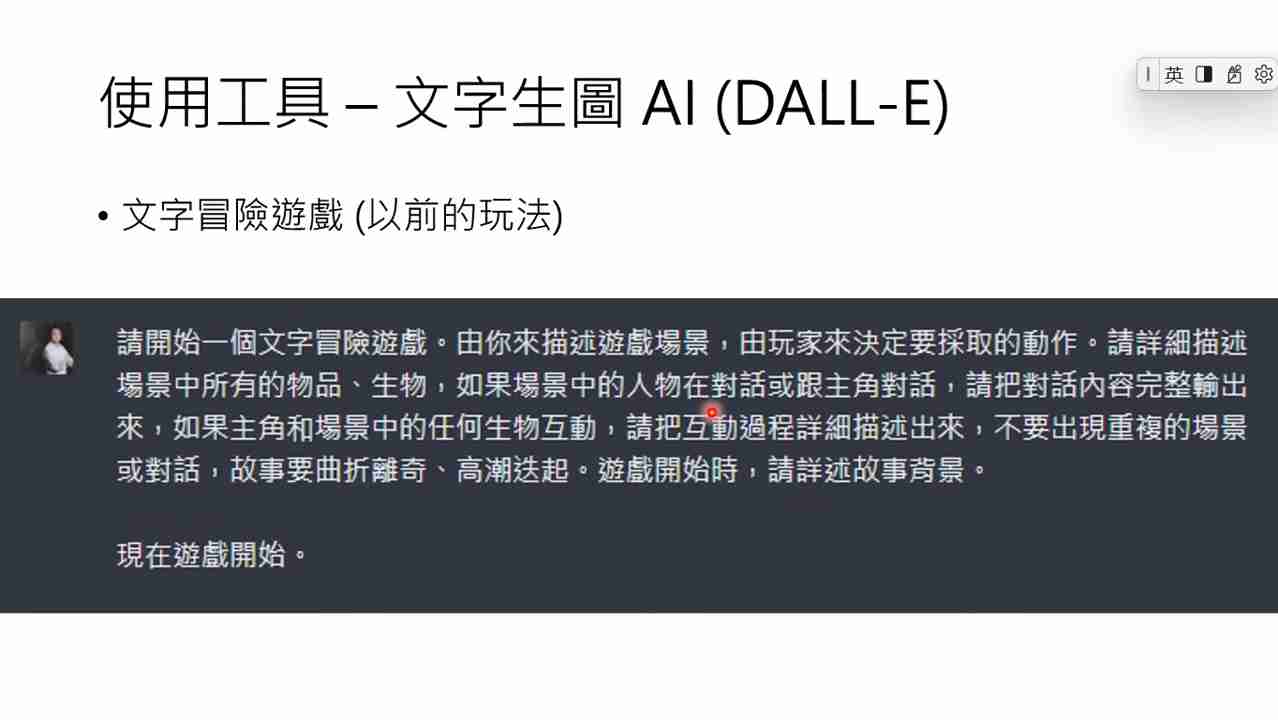 使用工具 – 文字生圖 AI (DALL-E)
英
• 文字冒險遊戲 (以前的玩法)
請開始一個文字冒險遊戲。由你來描述遊戲場景，由玩家來決定要採取的動作。請詳細描述
場景中所有的物品、生物，如果場景中的人物在對話或跟主角對話，請把對話內容完整輸出
來，如果主角和場景中的任何生物互動，請把互動過程詳細描述出來，不要出現重複的場景
或對話，故事要曲折離奇、高潮迭起。遊戲開始時，請詳述故事背景。
現在遊戲開始。